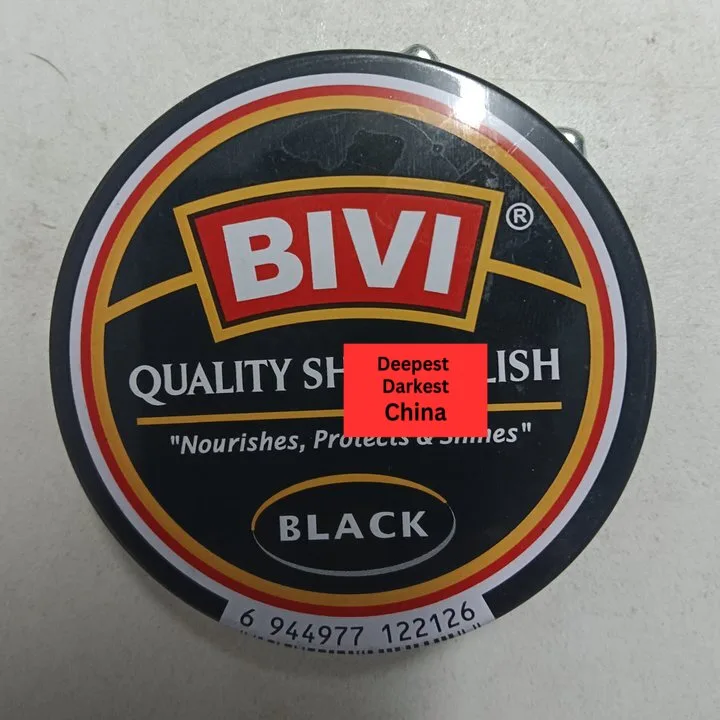 BIVI ®
QUALITY SH LISH
Deepest
Darkest
China
"Nourishes, Protects & Shines"
BLACK
6 944977 122126